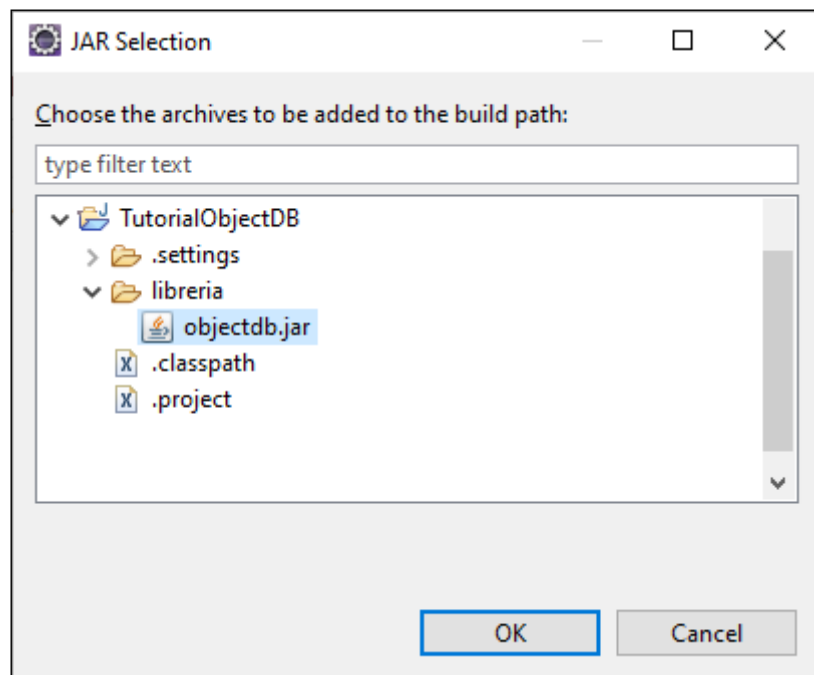 JAR Selection
Choose the archives to be added to the build path:
type filter text
TutorialObjectDB
.settings
libreria
objectdb.jar
.classpath
.project
OK
Cancel